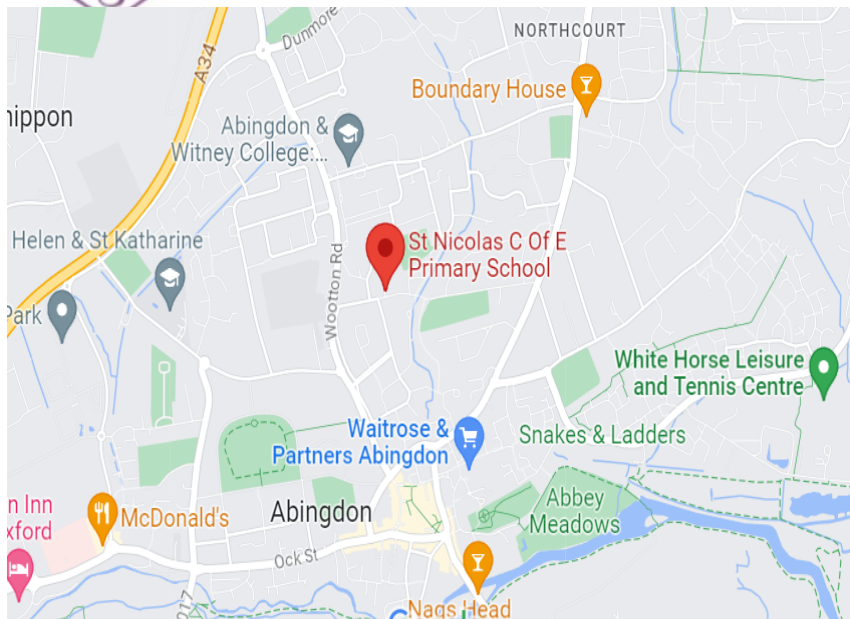 NORTHCOURT
Dunmore
A34
Boundary House
nippon
Abingdon &
Witney College:...
Helen & St Katharine
St Nicolas C Of E
Primary School
Wootton Rd
Park
White Horse Leisure
and Tennis Centre
Waitrose &
Partners Abingdon
Snakes & Ladders
Abbey
Meadows
n Inn
xford
McDonald's
Abingdon
Ock St
Nags Head